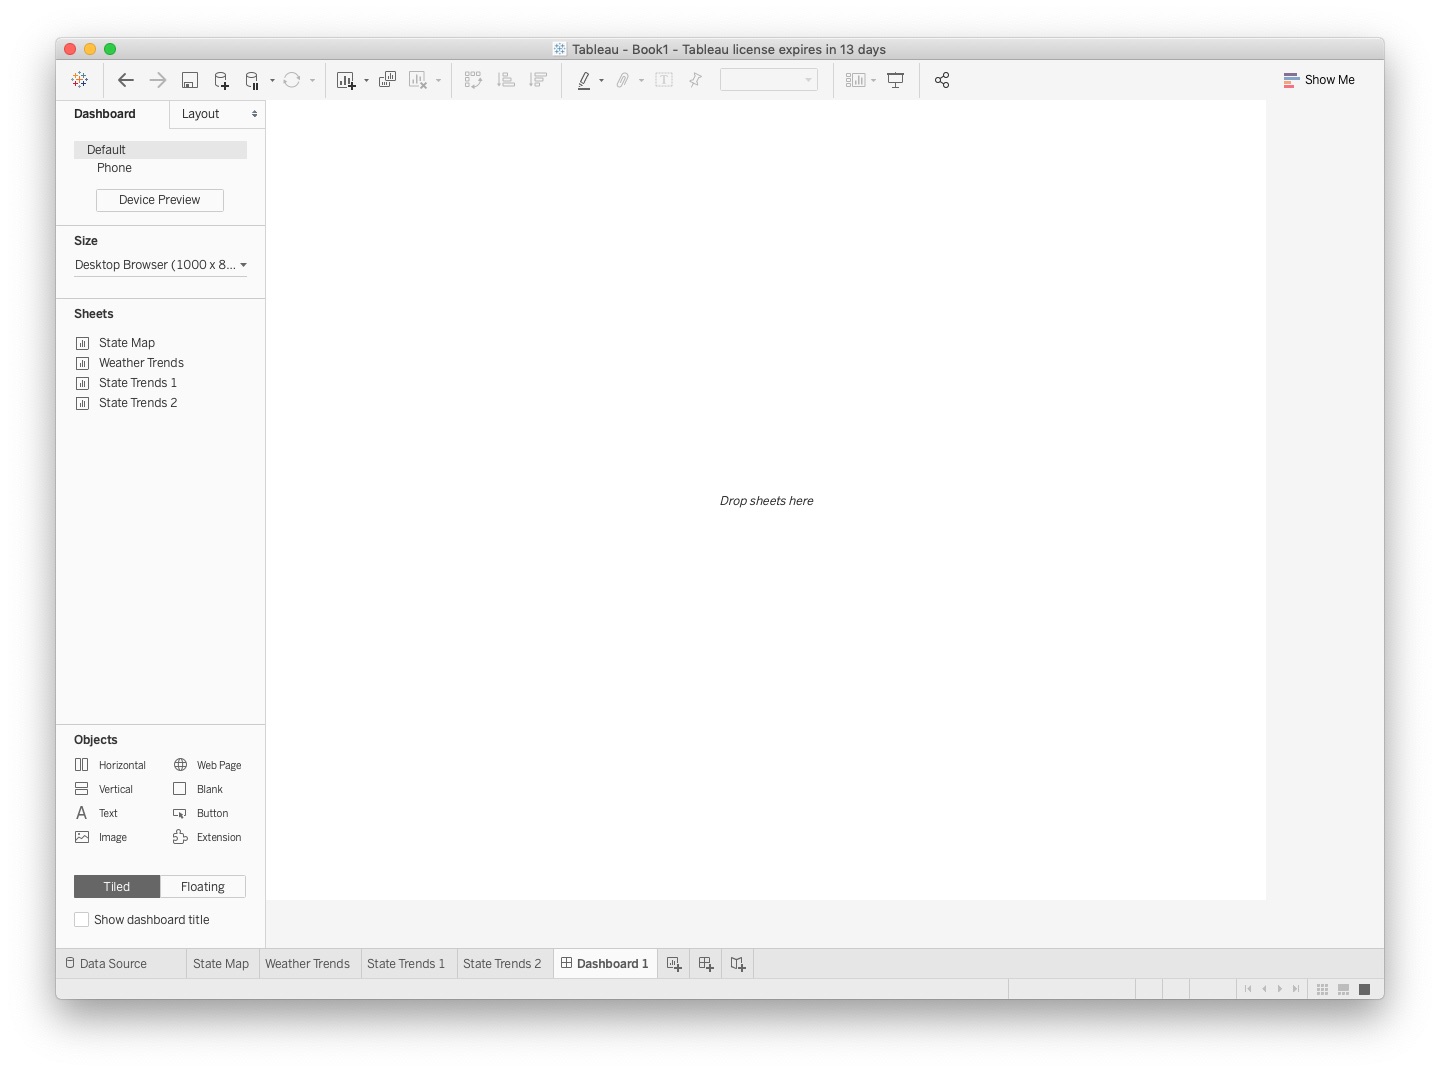 Tableau - Book1 - Tableau license expires in 13 days
Show Me
Dashboard
Layout
Default
Phone
Device Preview
Size
Desktop Browser (1000 x 8...
Sheets
State Map
Weather Trends
State Trends 1
State Trends 2
Drop sheets here
Objects
Horizontal
Web Page
Vertical
Blank
A Text
Button
Image
Extension
Tiled
Floating
Show dashboard title
Data Source
State Map
Weather Trends
State Trends 1
State Trends 2
Dashboard 1